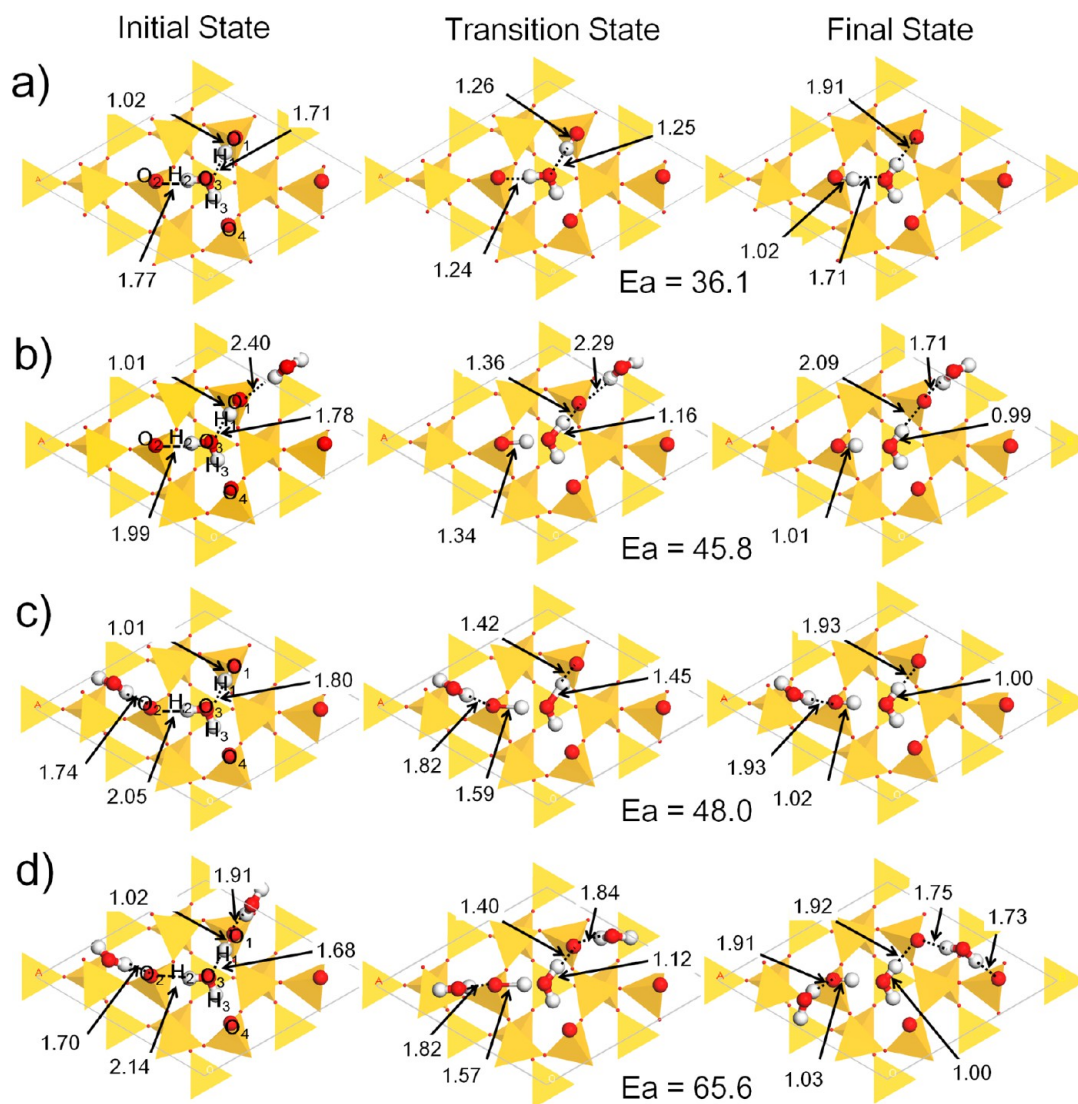 Initial State Transition State Final State
a)
1.02 1.71 1.26 1.25 1.91
O1
H1
O2 H2 O3
H3
O4
A
1.77 1.24 1.02 1.71
Ea = 36.1
b)
1.01 2.40 1.36 2.29 2.09 1.71
O1
H1
1.78 1.16 0.99
O H2 O3
H3
O4
A A A
1.99 1.34 1.01
Ea = 45.8
c)
1.01 1.42 1.93
O1
H1
1.80 1.45 1.00
O2 H2 O3
H3
O4
1.74 2.05 1.82 1.59 1.93 1.02
Ea = 48.0
d)
1.02 1.91 1.40 1.84 1.92 1.75 1.73
O1
H1
1.68 1.12 1.91
O2 H2 O3
H3
O4
A A A
1.70 2.14 1.82 1.57 1.03 1.00
Ea = 65.6